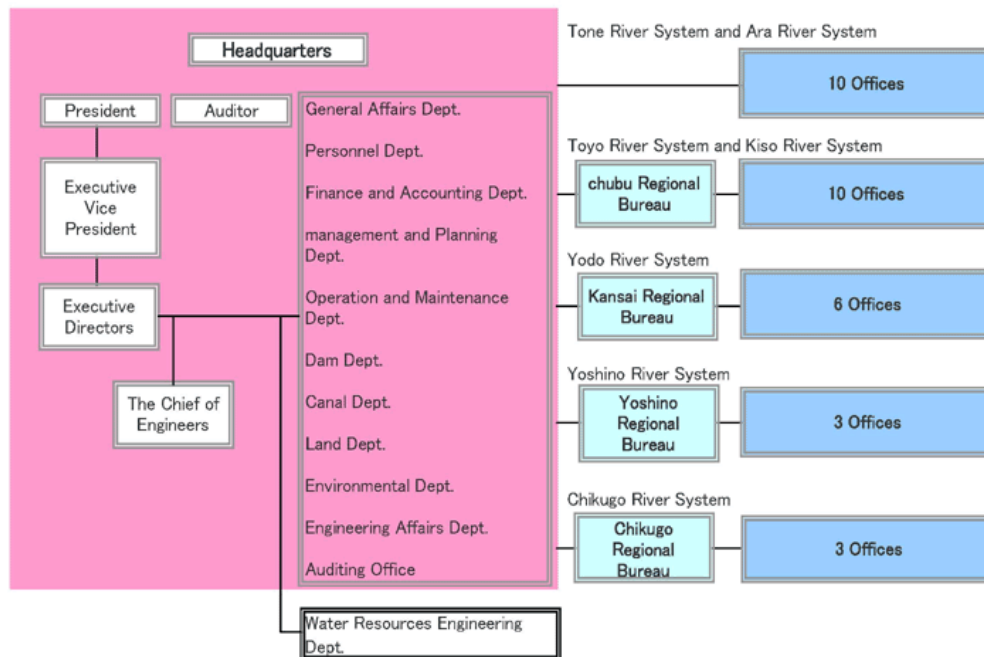 Headquarters
President
Auditor
Executive
Vice
President
Executive
Directors
The Chief of
Engineers
General Affairs Dept.
Personnel Dept.
Finance and Accounting Dept.
management and Planning
Dept.
Operation and Maintenance
Dept.
Dam Dept.
Canal Dept.
Land Dept.
Environmental Dept.
Engineering Affairs Dept.
Auditing Office
Water Resources Engineering
Dept.
Tone River System and Ara River System
10 Offices
Toyo River System and Kiso River System
chubu Regional
Bureau
10 Offices
Yodo River System
Kansai Regional
Bureau
6 Offices
Yoshino River System
Yoshino
Regional
Bureau
3 Offices
Chikugo River System
Chikugo
Regional
Bureau
3 Offices